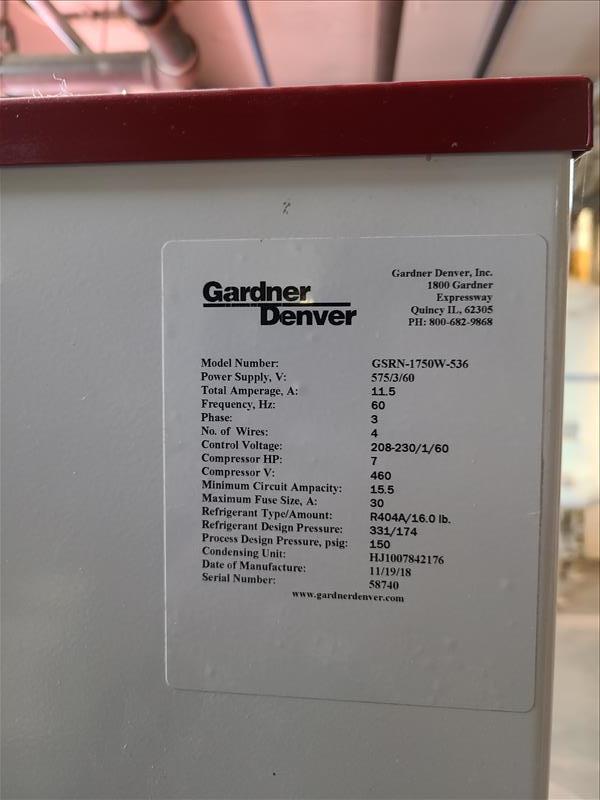 Gardner
Denver
Gardner Denver, Inc.
1800 Gardner
Expressway
Quincy IL, 62305
PH: 800-682-9868
Model Number: GSRN-1750W-536
Power Supply, V: 575/3/60
Total Amperage, A: 11.5
Frequency, Hz: 60
Phase: 3
No. of Wires: 4
Control Voltage: 208-230/1/60
Compressor HP: 7
Compressor V: 460
Minimum Circuit Ampacity: 15.5
Maximum Fuse Size, A: 30
Refrigerant Type/Amount: R404A/16.0 lb.
Refrigerant Design Pressure: 331/174
Process Design Pressure, psig: 150
Condensing Unit: HJ1007842176
Date of Manufacture: 11/19/18
Serial Number: 58740
www.gardnerdenver.com